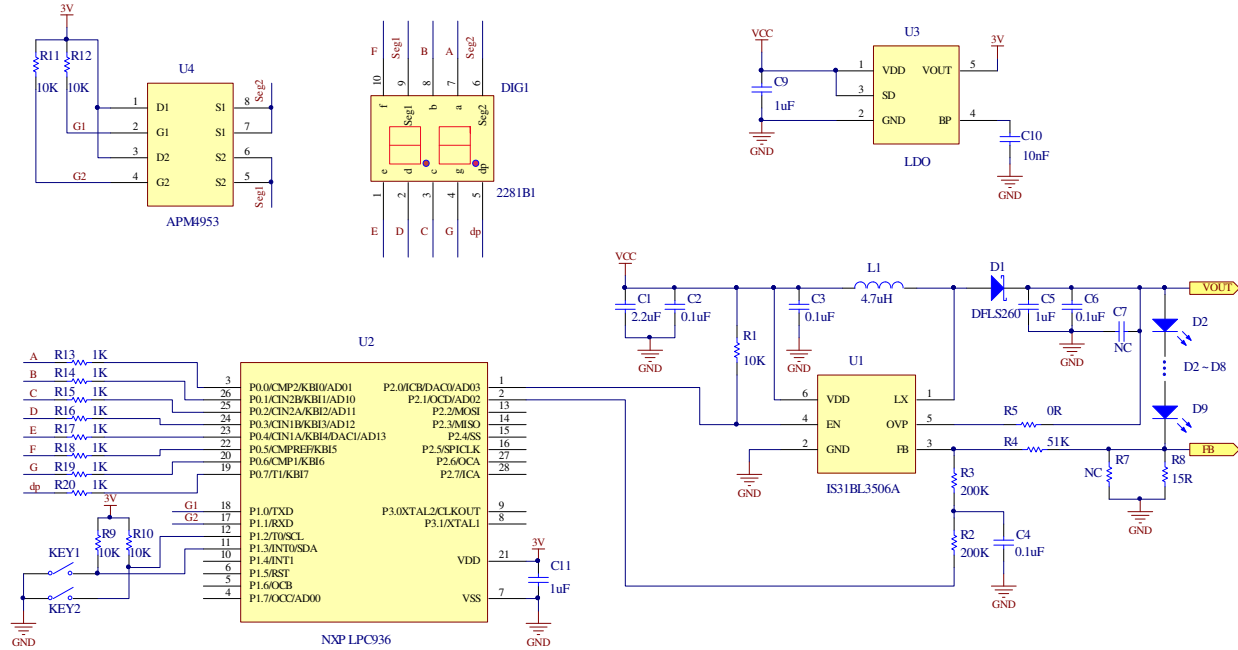 3V
R11
R12
10K
10K
U4
1
D1
S1
8
Seg2
G1
2
G1
S1
7
3
D2
S2
6
G2
4
G2
S2
5
Seg1
APM4953
F
Seg1
B
A
Seg2
10
9
8
7
6
DIG1
f
Seg1
b
a
Seg2
e
d
c
g
dp
2281B1
1
2
3
4
5
E
D
C
G
dp
VCC
U3
3V
C9
1uF
1
VDD
VOUT
5
3
SD
2
GND
BP
4
GND
LDO
C10
10nF
GND
VCC
L1
4.7uH
D1
DFLS260
VOUT
C1
2.2uF
C2
0.1uF
C3
0.1uF
C5
1uF
C6
0.1uF
C7
NC
GND
GND
GND
R1
10K
D2
D2 ~ D8
D9
U1
6
VDD
LX
1
4
EN
OVP
5
2
GND
FB
3
GND
IS31BL3506A
R5
0R
R4
51K
FB
R7
NC
R8
15R
GND
R3
200K
R2
200K
C4
0.1uF
GND
U2
A
R13
1K
3
P0.0/CMP2/KBI0/AD01
P2.0/ICB/DAC0/AD03
1
B
R14
1K
26
P0.1/CIN2B/KBI1/AD10
P2.1/OCD/AD02
2
C
R15
1K
25
P0.2/CIN2A/KBI2/AD11
P2.2/MOSI
13
D
R16
1K
24
P0.3/CIN1B/KBI3/AD12
P2.3/MISO
14
E
R17
1K
23
P0.4/CIN1A/KBI4/DAC1/AD13
P2.4/SS
15
F
R18
1K
22
P0.5/CMPREF/KBI5
P2.5/SPICLK
16
G
R19
1K
20
P0.6/CMP1/KBI6
P2.6/OCA
27
dp
R20
1K
19
P0.7/T1/KBI7
P2.7/ICA
28
3V
G1
18
P1.0/TXD
P3.0XTAL2/CLKOUT
9
G2
17
P1.1/RXD
P3.1/XTAL1
8
R9
10K
R10
10K
12
P1.2/T0/SCL
11
P1.3/INT0/SDA
10
P1.4/INT1
6
P1.5/RST
5
P1.6/OCB
4
P1.7/OCC/AD00
KEY1
KEY2
GND
VDD
21
3V
C11
1uF
VSS
7
GND
NXP LPC936